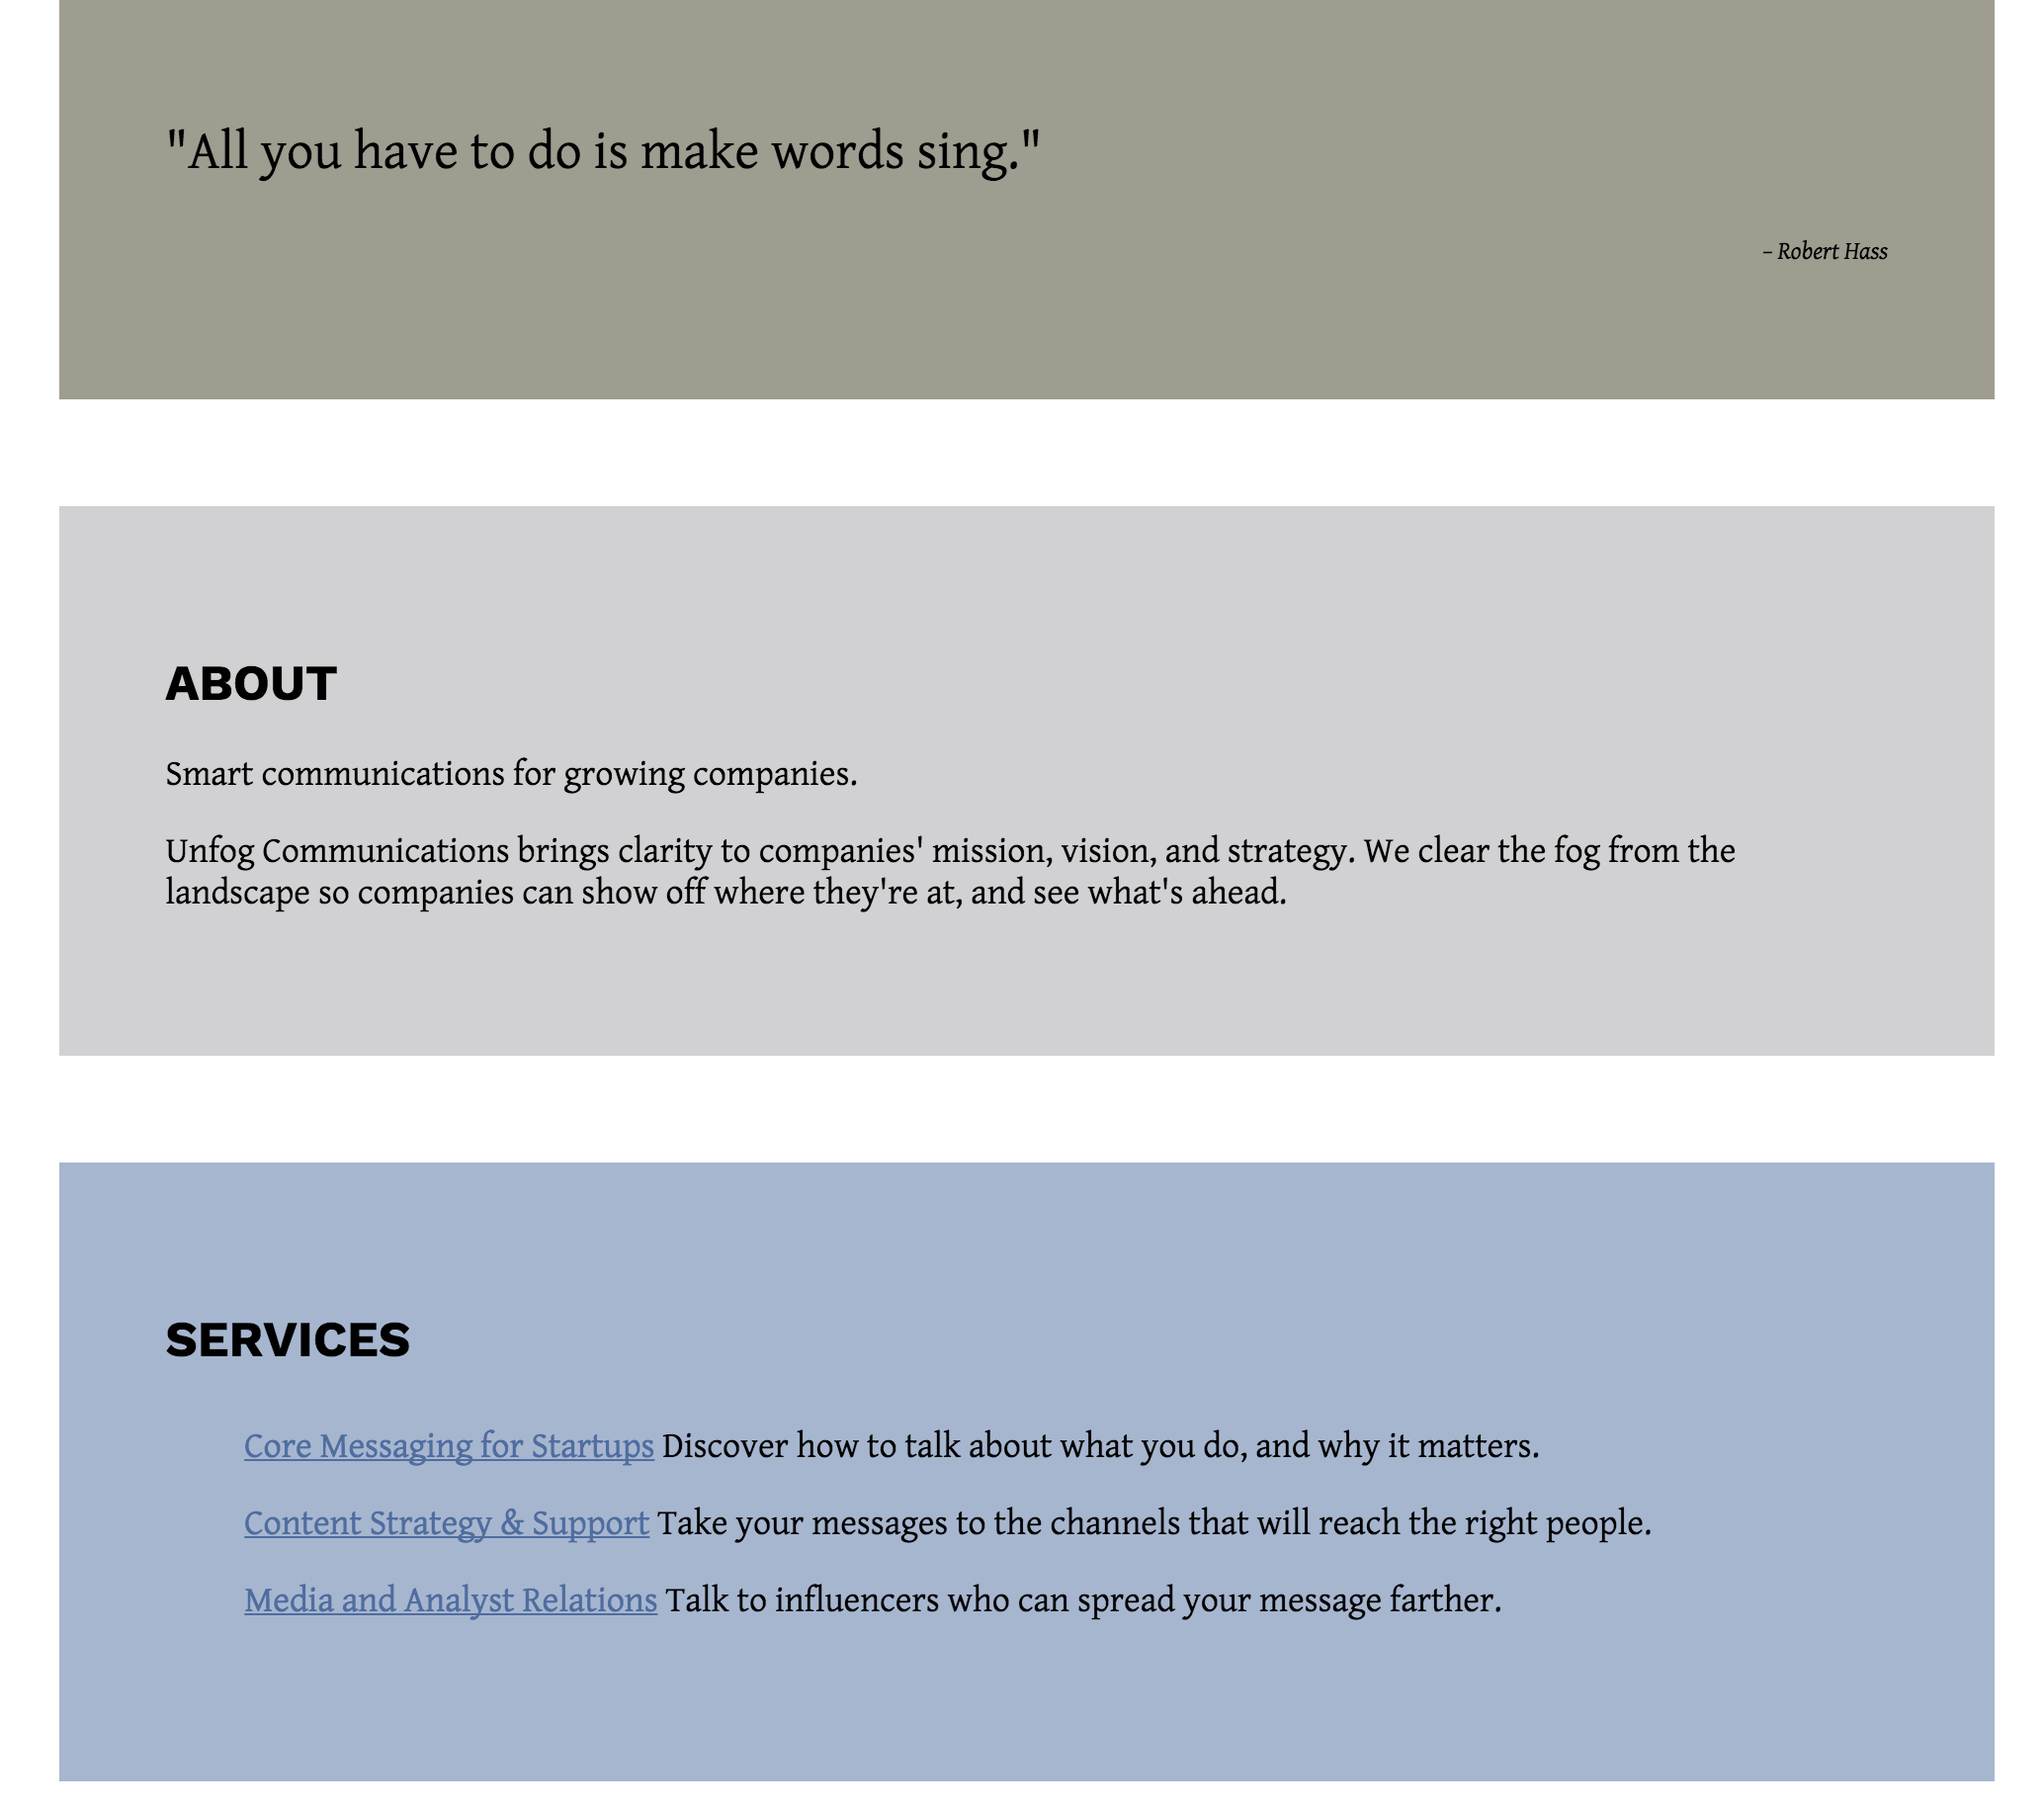 "All you have to do is make words sing."
– Robert Hass
ABOUT
Smart communications for growing companies.
Unfog Communications brings clarity to companies' mission, vision, and strategy. We clear the fog from the
landscape so companies can show off where they're at, and see what's ahead.
SERVICES
Core Messaging for Startups Discover how to talk about what you do, and why it matters.
Content Strategy & Support Take your messages to the channels that will reach the right people.
Media and Analyst Relations Talk to influencers who can spread your message farther.